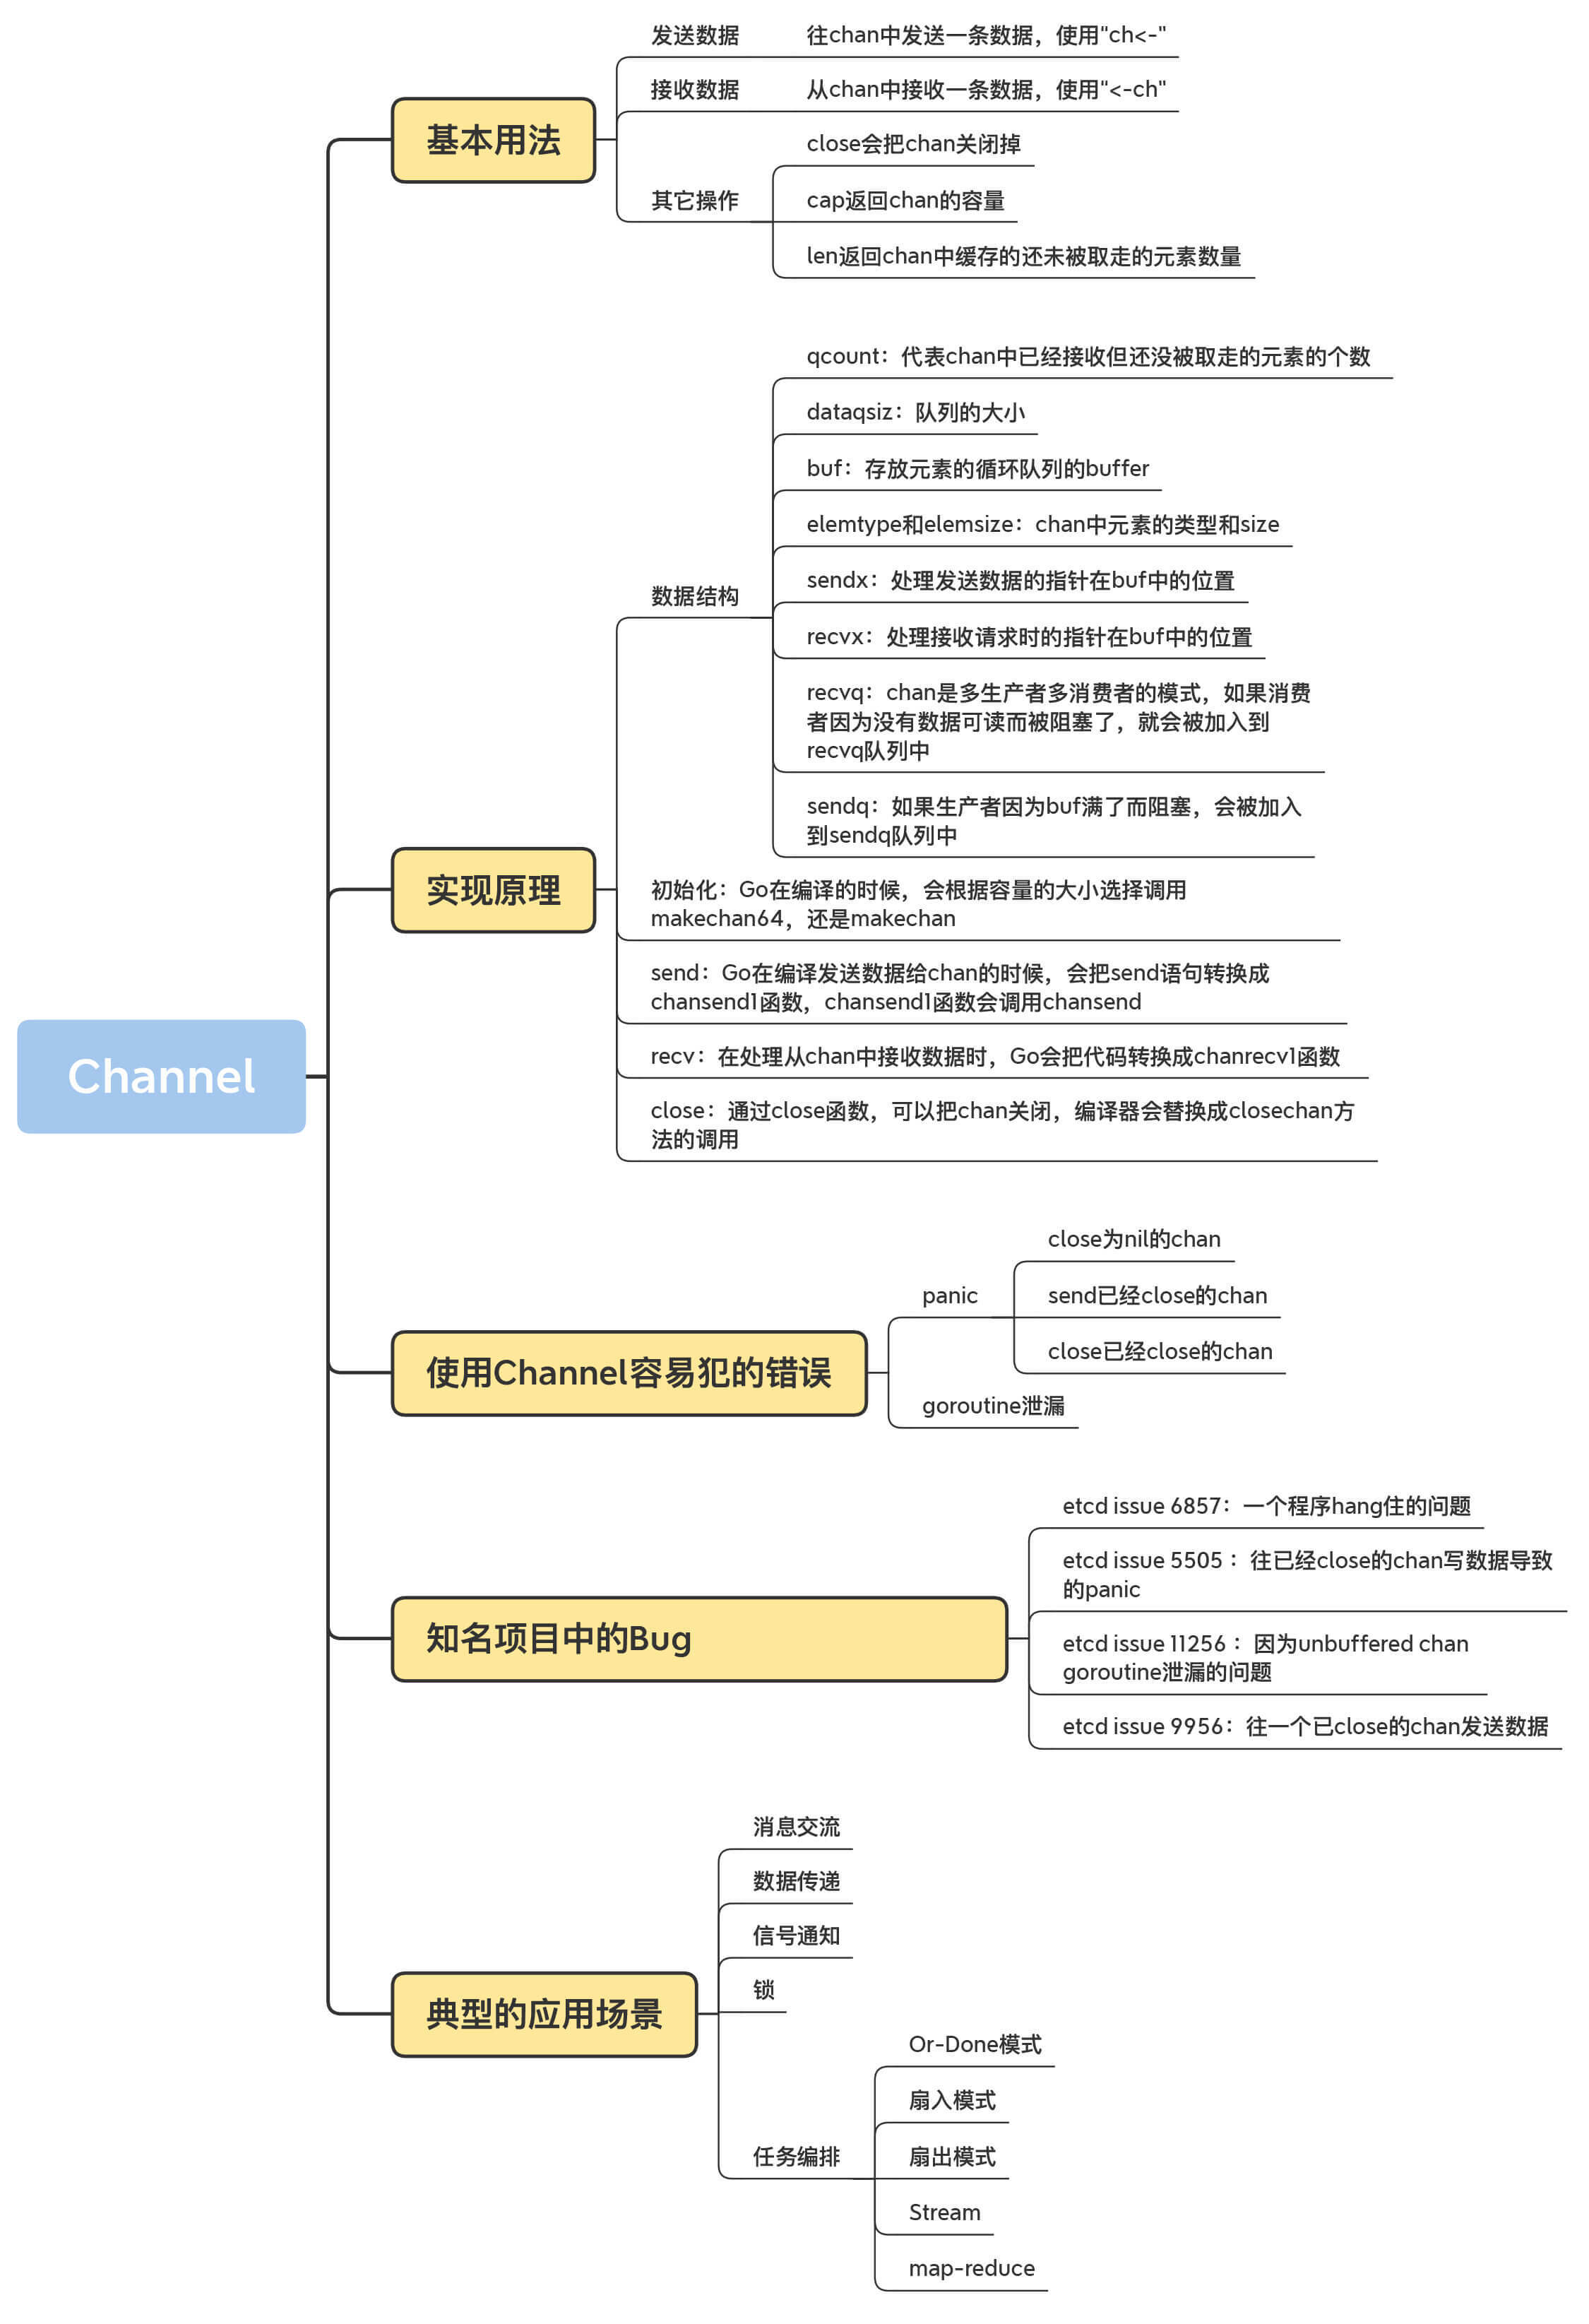 Channel
基本用法
发送数据
往chan中发送一条数据，使用"ch<-"
接收数据
从chan中接收一条数据，使用"<-ch"
其它操作
close会把chan关闭掉
cap返回chan的容量
len返回chan中缓存的还未被取走的元素数量
实现原理
数据结构
qcount：代表chan中已经接收但还没被取走的元素的个数
dataqsiz：队列的大小
buf：存放元素的循环队列的buffer
elemtype和elemsize：chan中元素的类型和size
sendx：处理发送数据的指针在buf中的位置
recvx：处理接收请求时的指针在buf中的位置
recvq：chan是多生产者多消费者的模式，如果消费
者因为没有数据可读而被阻塞了，就会被加入到
recvq队列中
sendq：如果生产者因为buf满了而阻塞，会被加入
到sendq队列中
初始化：Go在编译的时候，会根据容量的大小选择调用
makechan64，还是makechan
send：Go在编译发送数据给chan的时候，会把send语句转换成
chansend1函数，chansend1函数会调用chansend
recv：在处理从chan中接收数据时，Go会把代码转换成chanrecv1函数
close：通过close函数，可以把chan关闭，编译器会替换成closechan方
法的调用
使用Channel容易犯的错误
panic
close为nil的chan
send已经close的chan
close已经close的chan
goroutine泄漏
知名项目中的Bug
etcd issue 6857：一个程序hang住的问题
etcd issue 5505 ：往已经close的chan写数据导致
的panic
etcd issue 11256 ：因为unbuffered chan
goroutine泄漏的问题
etcd issue 9956：往一个已close的chan发送数据
典型的应用场景
消息交流
数据传递
信号通知
锁
任务编排
Or-Done模式
扇入模式
扇出模式
Stream
map-reduce